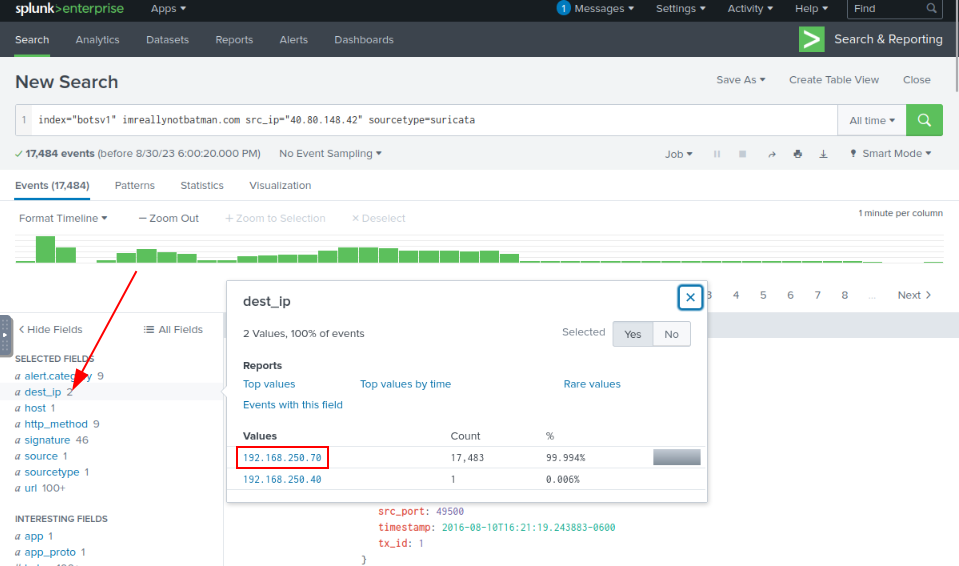 splunk>enterprise Apps 1 Messages Settings Activity Help Find
Search Analytics Datasets Reports Alerts Dashboards > Search & Reporting
New Search Save As Create Table View Close
1 index="botsv1" imreallynotbatman.com src_ip="40.80.148.42" sourcetype=suricata All time
✓ 17,484 events (before 8/30/23 6:00:20.000 PM) No Event Sampling Job Smart Mode
Events (17,484) Patterns Statistics Visualization
Format Timeline — Zoom Out + Zoom to Selection × Deselect 1 minute per column
4 5 6 7 8 ... Next >
< Hide Fields All Fields
SELECTED FIELDS
a alert.category 9
a dest_ip 2
a host 1
a http_method 9
a signature 46
a source 1
a sourcetype 1
a url 100+
INTERESTING FIELDS
a app 1
a app_proto 1
dest_ip ×
2 Values, 100% of events Selected Yes No
Reports
Top values Top values by time Rare values
Events with this field
Values Count %
192.168.250.70 17,483 99.994%
192.168.250.40 1 0.006%
src_port: 49500
timestamp: 2016-08-10T16:21:19.243883-0600
tx_id: 1
}